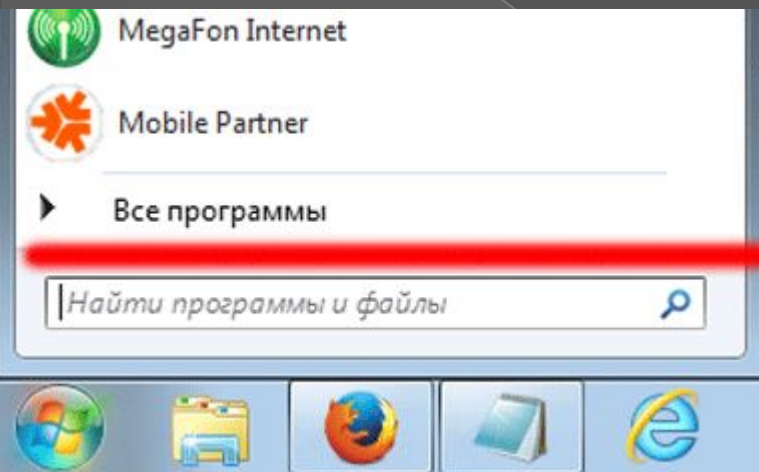 MegaFon Internet
Mobile Partner
Все программы
Найти программы и файлы